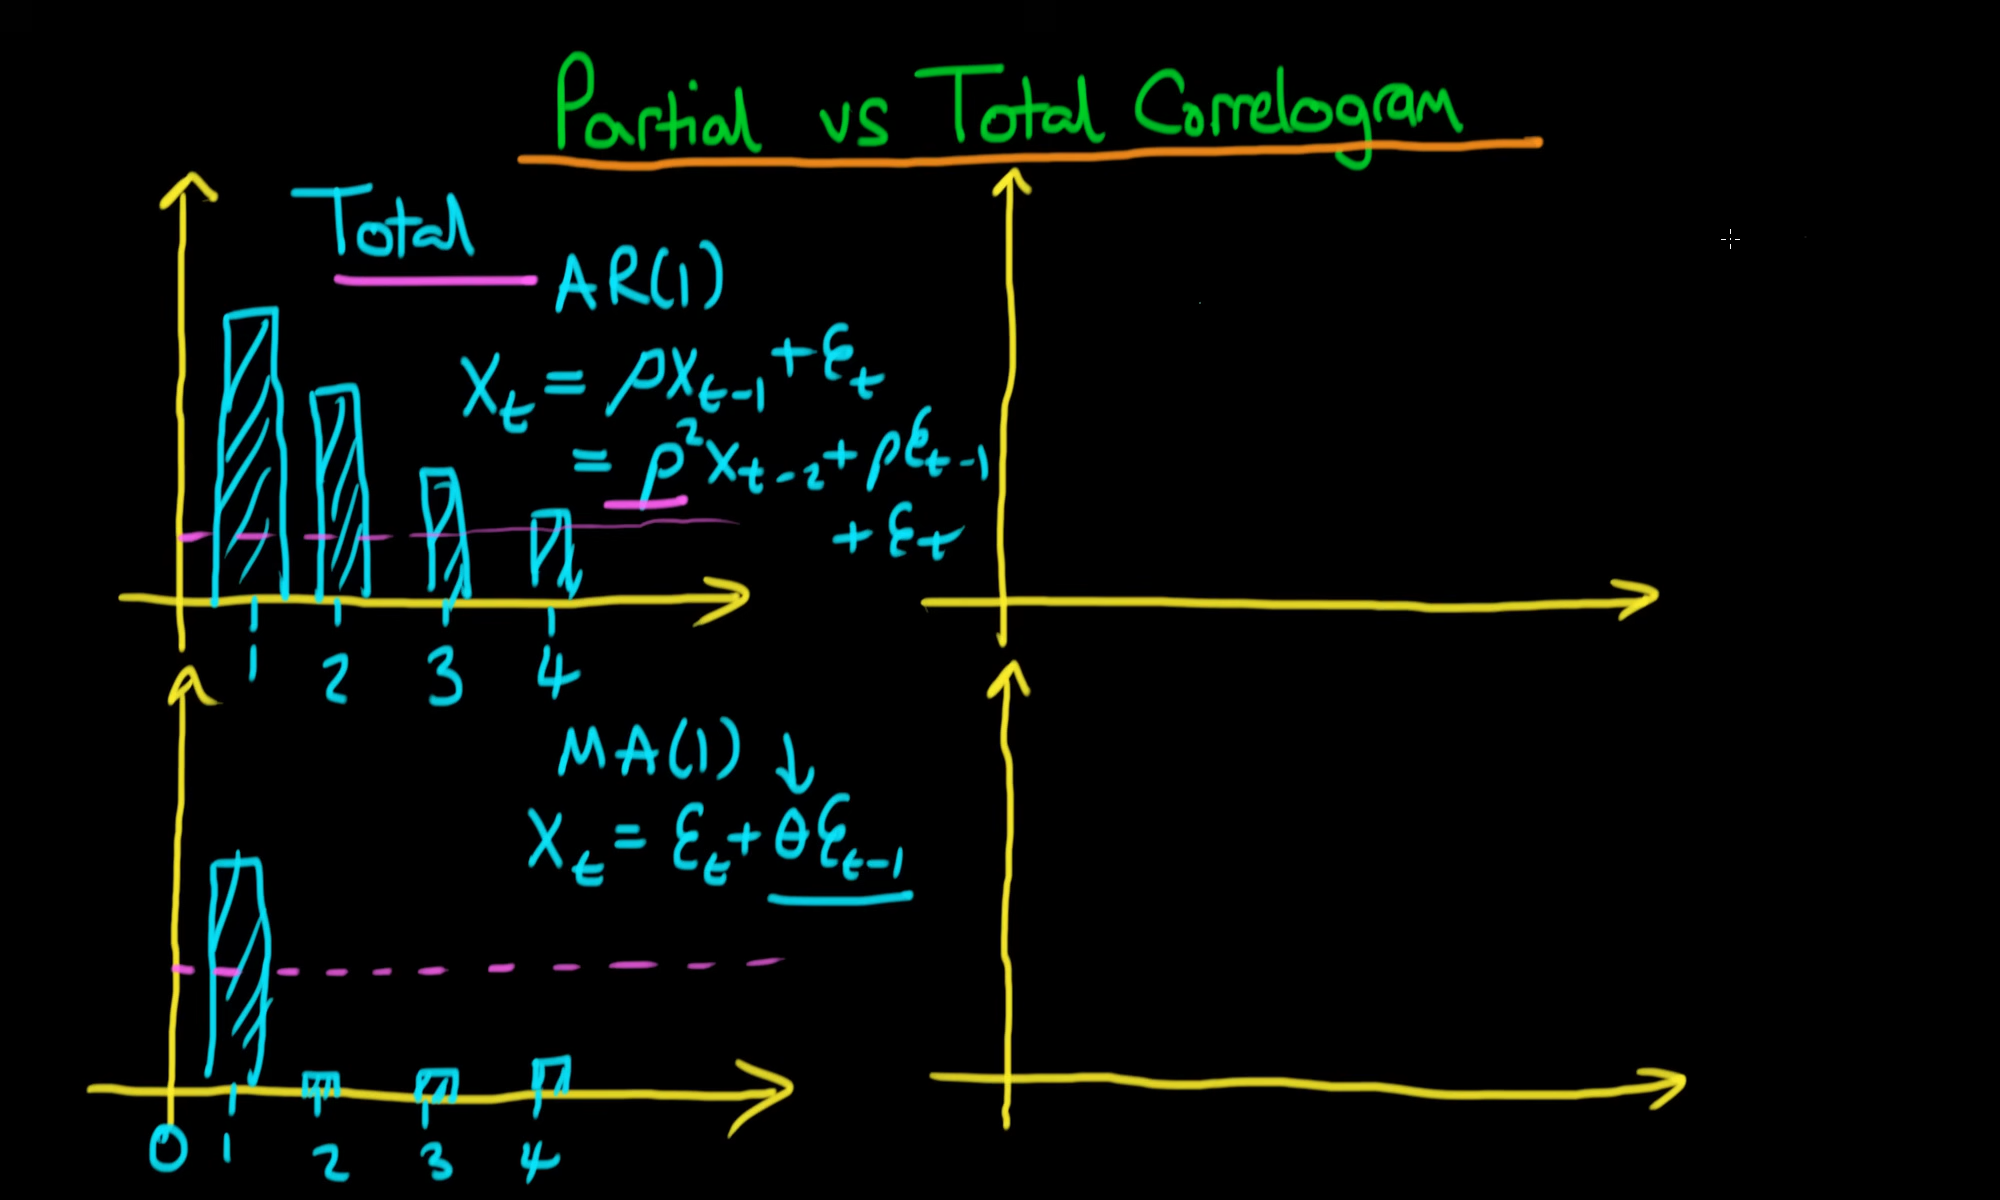 Partial vs Total Correlogram
Total
AR(1)
Xₜ = ρXₜ₋₁ + εₜ
= ρ²Xₜ₋₂ + ρεₜ₋₁
+ εₜ
1 2 3 4
MA(1) ↓
Xₜ = εₜ + θεₜ₋₁
0 1 2 3 4